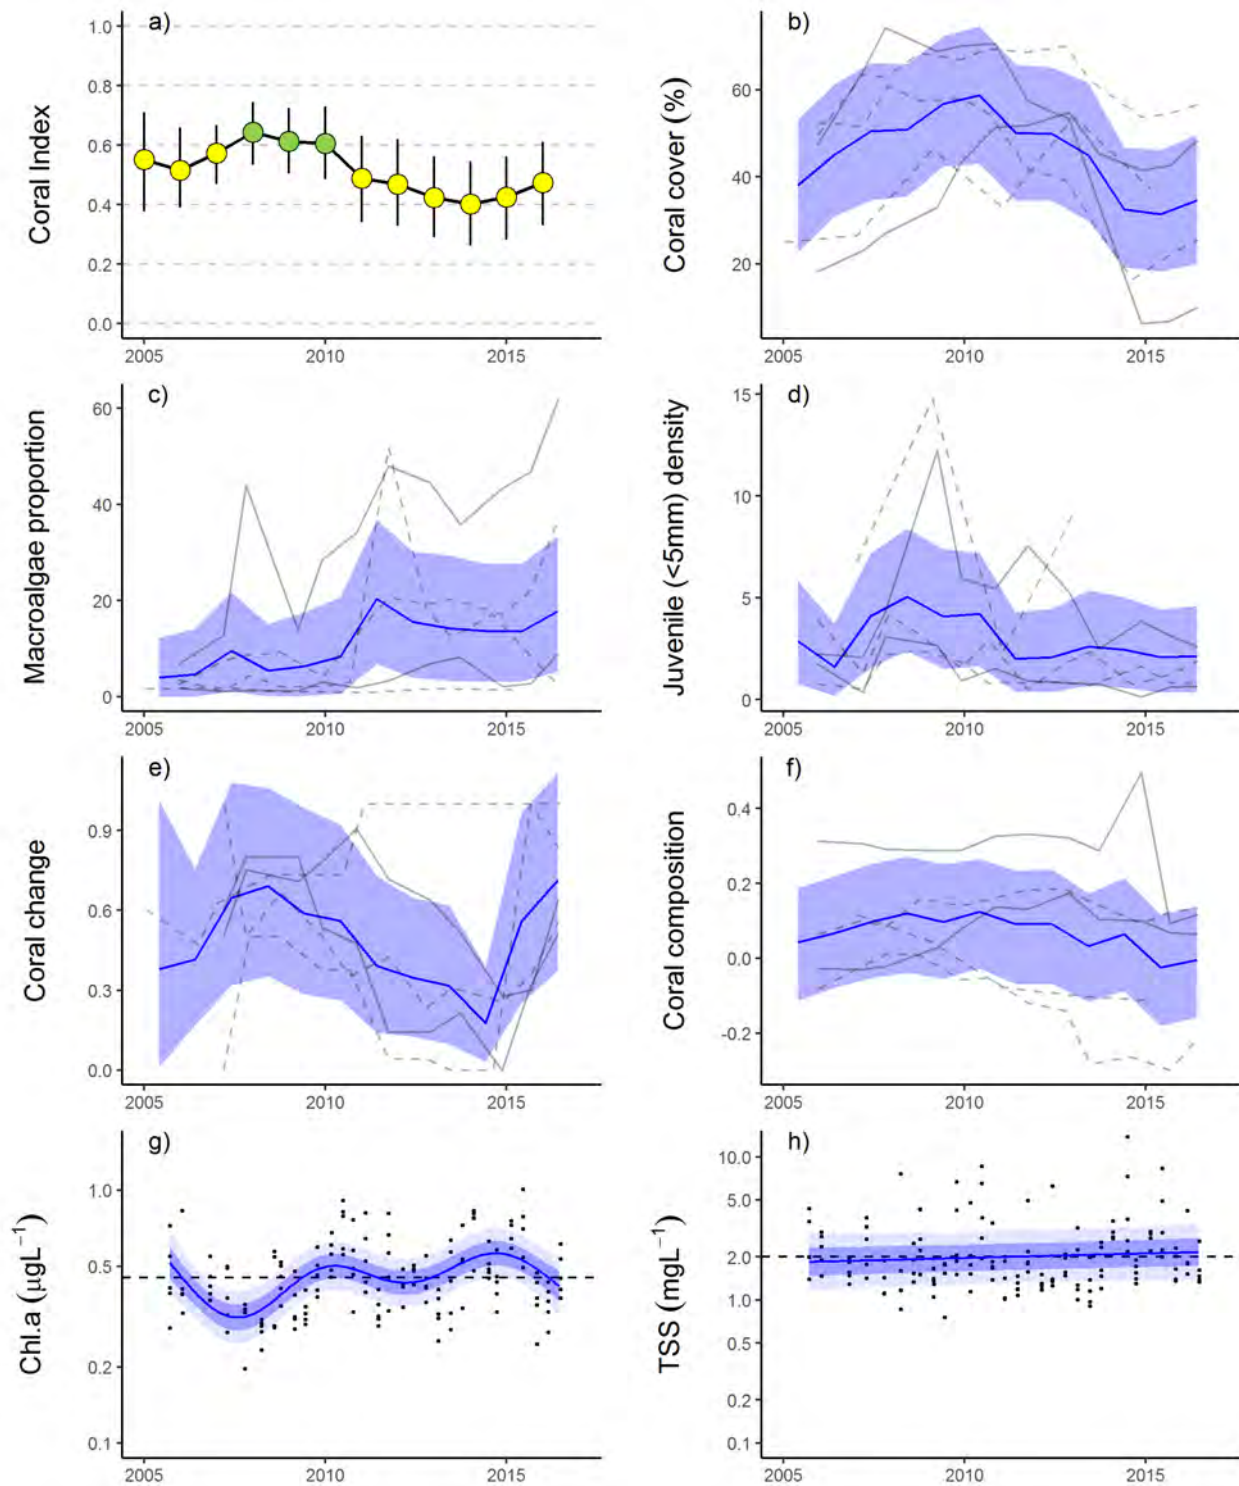 a)
Coral Index
1.0
0.8
0.6
0.4
0.2
0.0
2005 2010 2015
b)
Coral cover (%)
60
40
20
2005 2010 2015
c)
Macroalgae proportion
60
40
20
0
2005 2010 2015
d)
Juvenile (<5mm) density
15
10
5
0
2005 2010 2015
e)
Coral change
0.9
0.6
0.3
0.0
2005 2010 2015
f)
Coral composition
0.4
0.2
0.0
-0.2
2005 2010 2015
g)
Chl.a (µgL⁻¹)
1.0
0.5
0.2
0.1
2005 2010 2015
h)
TSS (mgL⁻¹)
10.0
5.0
2.0
1.0
0.5
0.2
0.1
2005 2010 2015